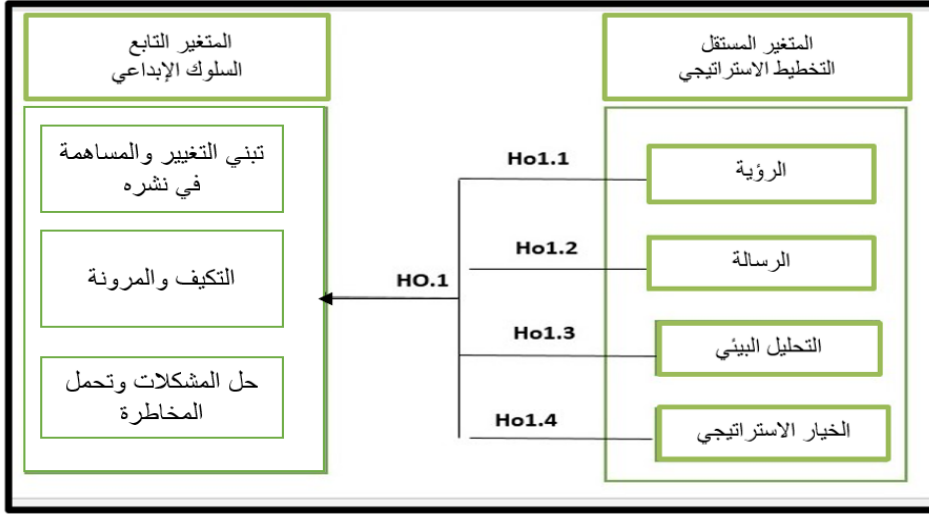 المتغير المستقل
التخطيط الاستراتيجي
المتغير التابع
السلوك الإبداعي
الرؤية
الرسالة
التحليل البيئي
الخيار الاستراتيجي
Ho1.1
Ho1.2
HO.1
Ho1.3
Ho1.4
تبني التغيير والمساهمة
في نشره
التكيف والمرونة
حل المشكلات وتحمل
المخاطرة